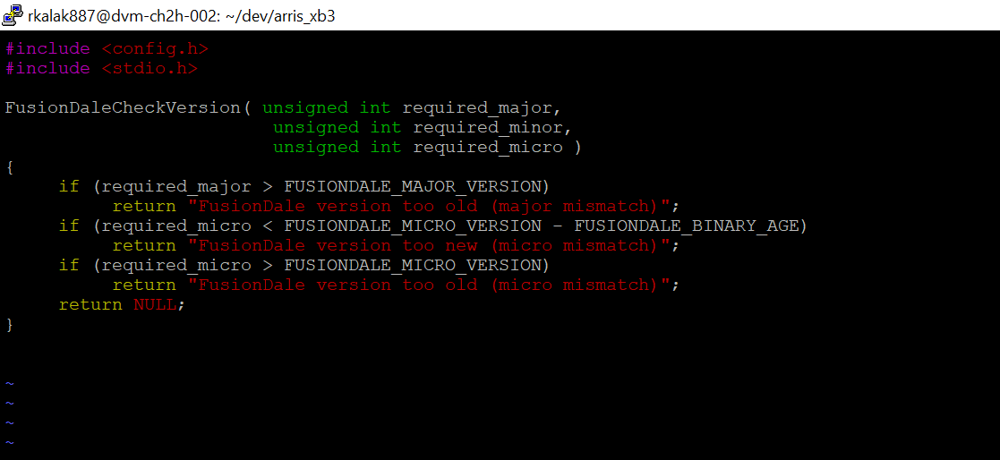 rkalak887@dvm-ch2h-002: ~/dev/arris_xb3
#include <config.h>
#include <stdio.h>
FusionDaleCheckVersion( unsigned int required_major,
                         unsigned int required_minor,
                         unsigned int required_micro )
{
     if (required_major > FUSIONDALE_MAJOR_VERSION)
          return "FusionDale version too old (major mismatch)";
     if (required_micro < FUSIONDALE_MICRO_VERSION - FUSIONDALE_BINARY_AGE)
          return "FusionDale version too new (micro mismatch)";
     if (required_micro > FUSIONDALE_MICRO_VERSION)
          return "FusionDale version too old (micro mismatch)";
     return NULL;
}
~
~
~
~